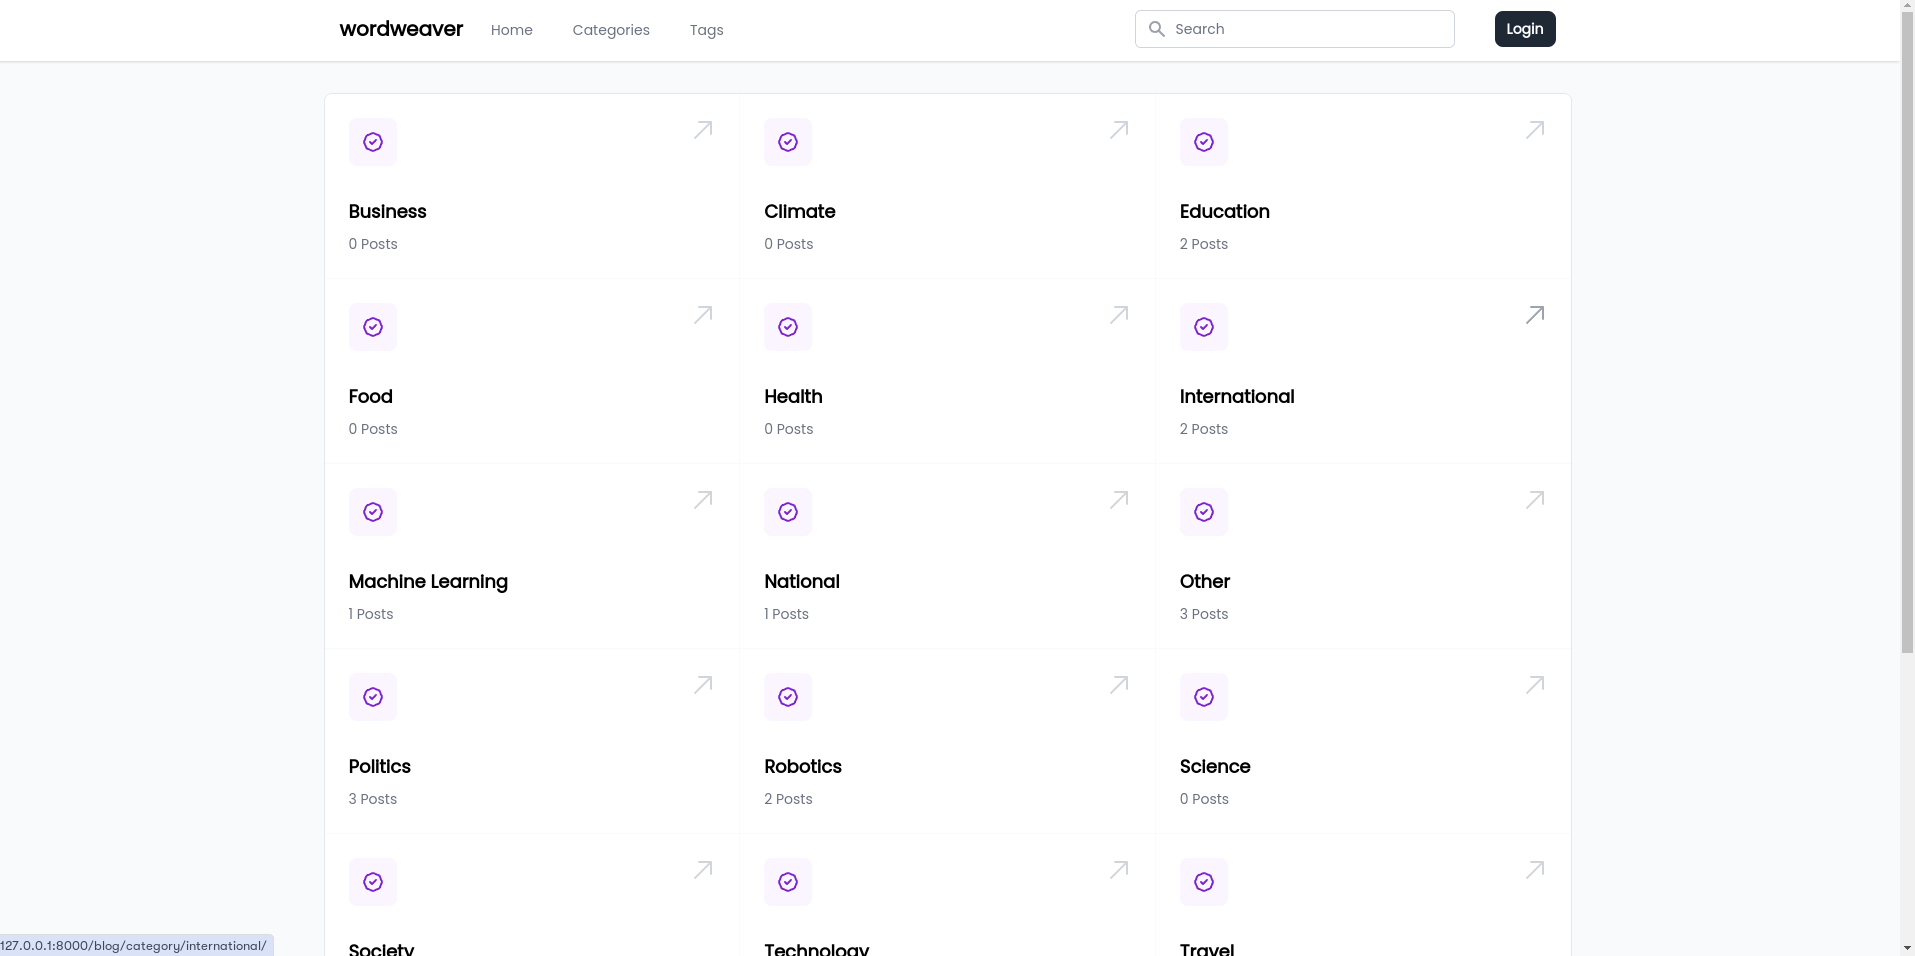 wordweaver Home Categories Tags Search Login
Business Climate Education
0 Posts 0 Posts 2 Posts
Food Health International
0 Posts 0 Posts 2 Posts
Machine Learning National Other
1 Posts 1 Posts 3 Posts
Politics Robotics Science
3 Posts 2 Posts 0 Posts
Society Technology Travel
127.0.0.1:8000/blog/category/international/